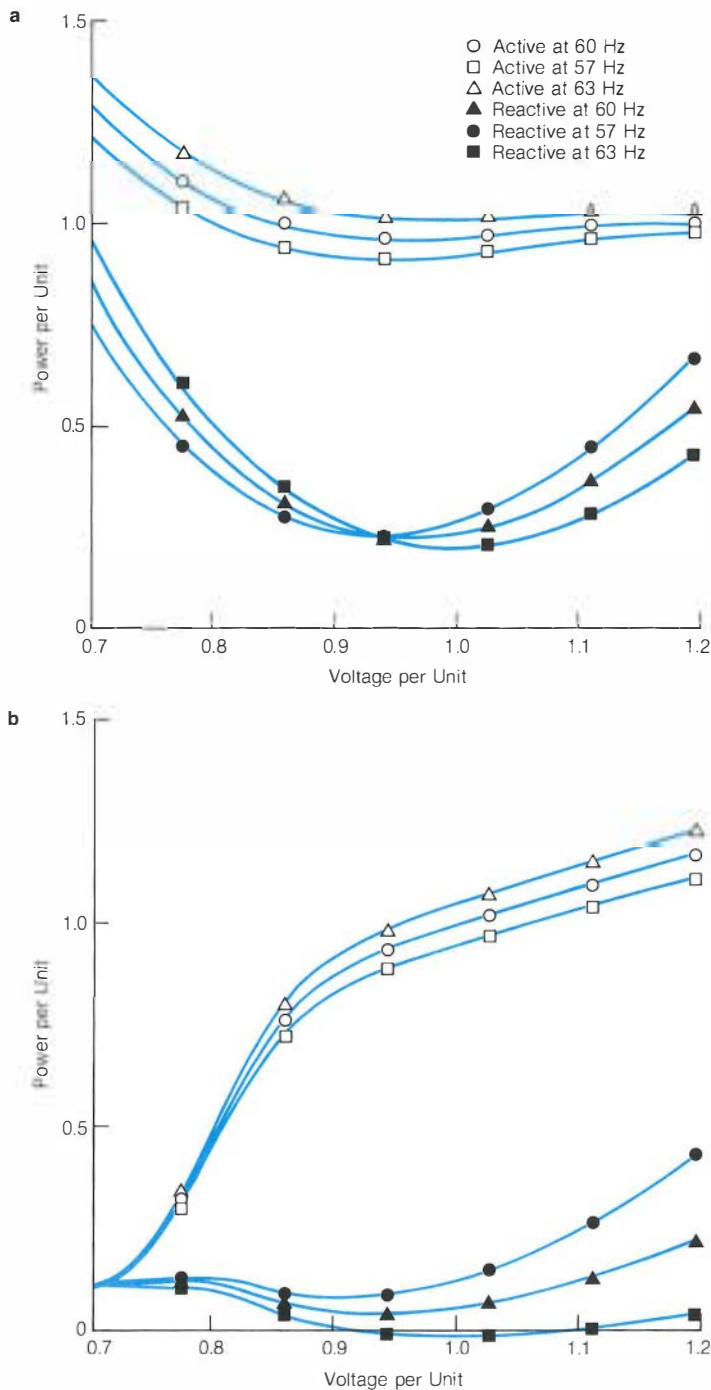 a
1.5
Active at 60 Hz
Active at 57 Hz
Active at 63 Hz
Reactive at 60 Hz
Reactive at 57 Hz
Reactive at 63 Hz
1.0
Power per Unit
0.5
0
0.7 0.8 0.9 1.0 1.1 1.2
Voltage per Unit
b
1.5
1.0
Power per Unit
0.5
0
0.7 0.8 0.9 1.0 1.1 1.2
Voltage per Unit